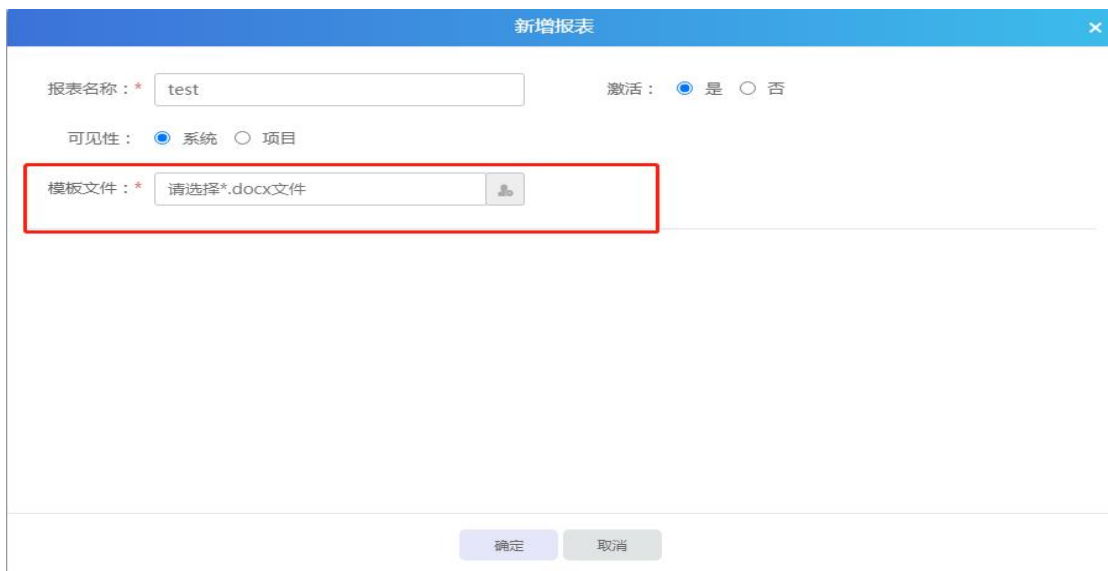 新增报表
报表名称：* test 激活： 是 否
可见性： 系统 项目
模板文件：* 请选择*.docx文件
确定 取消